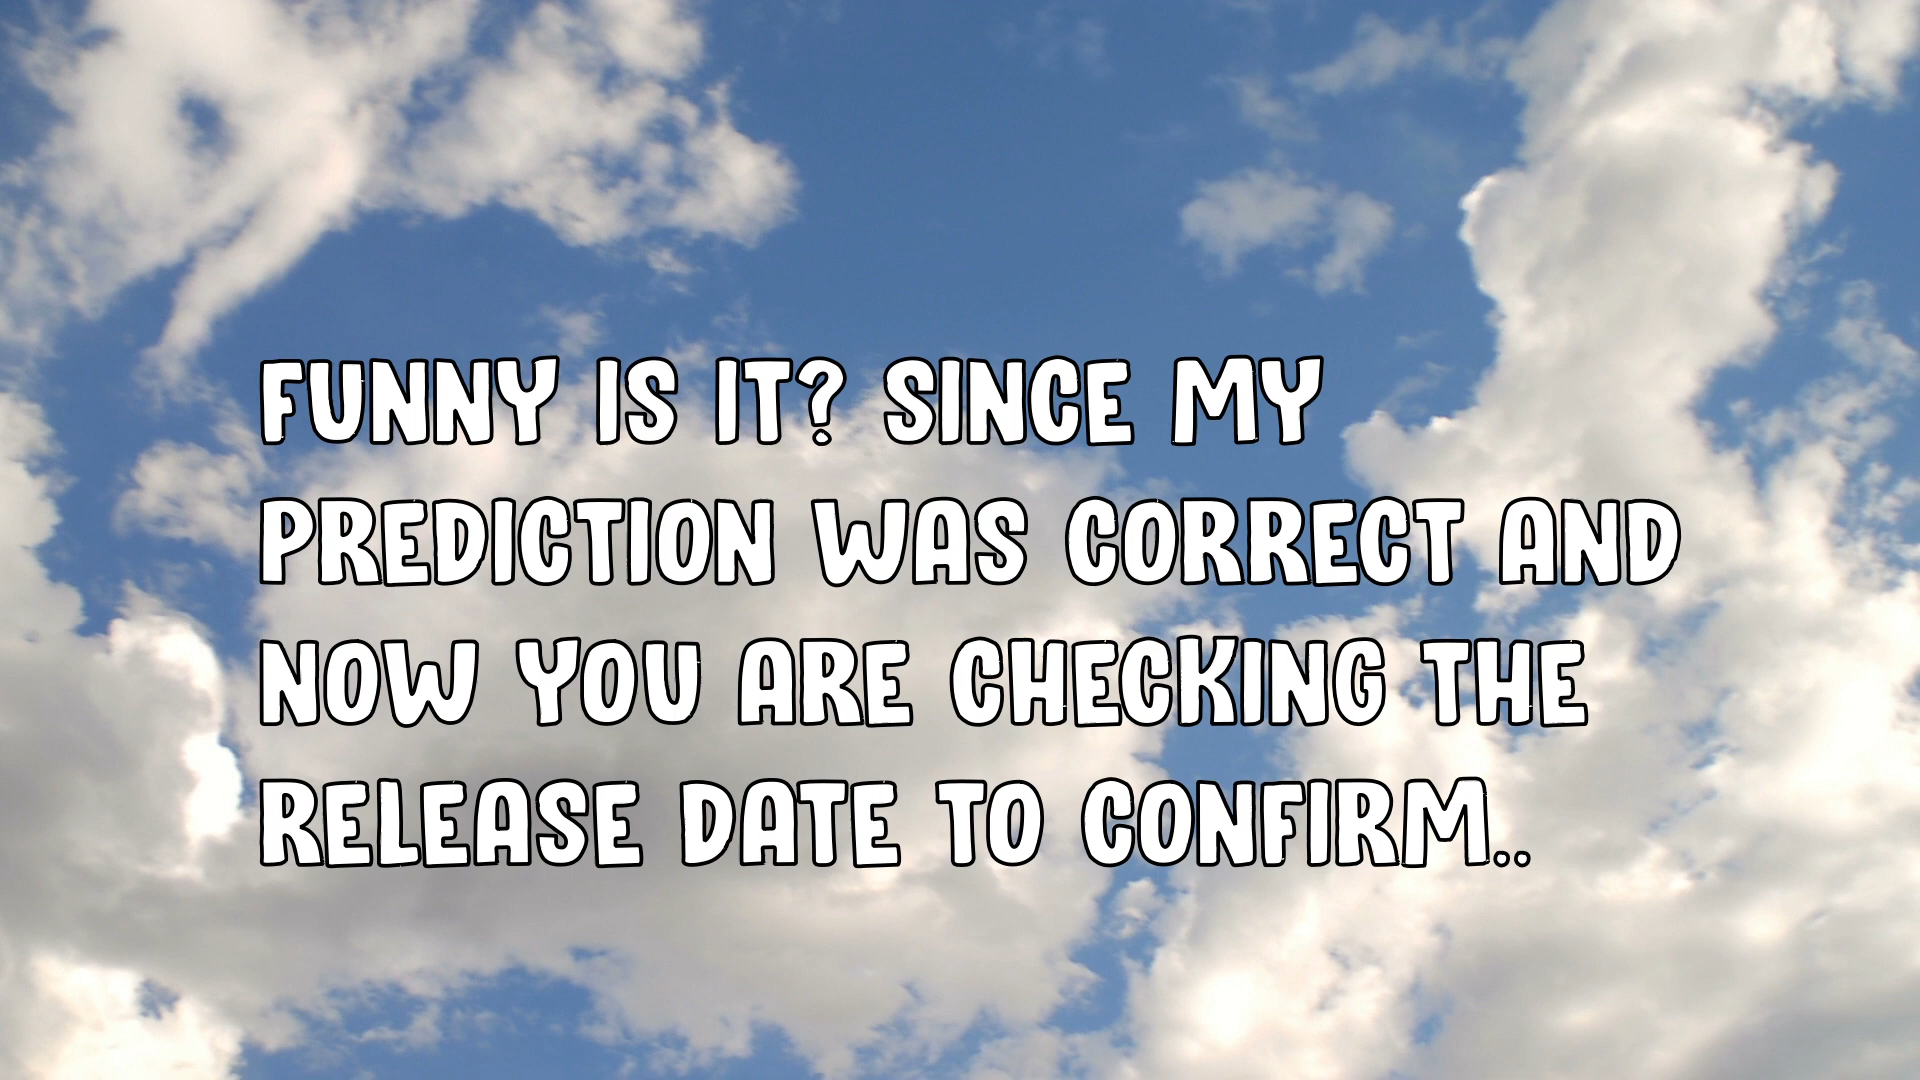 FUNNY IS IT? SINCE MY
PREDICTION WAS CORRECT AND
NOW YOU ARE CHECKING THE
RELEASE DATE TO CONFIRM..